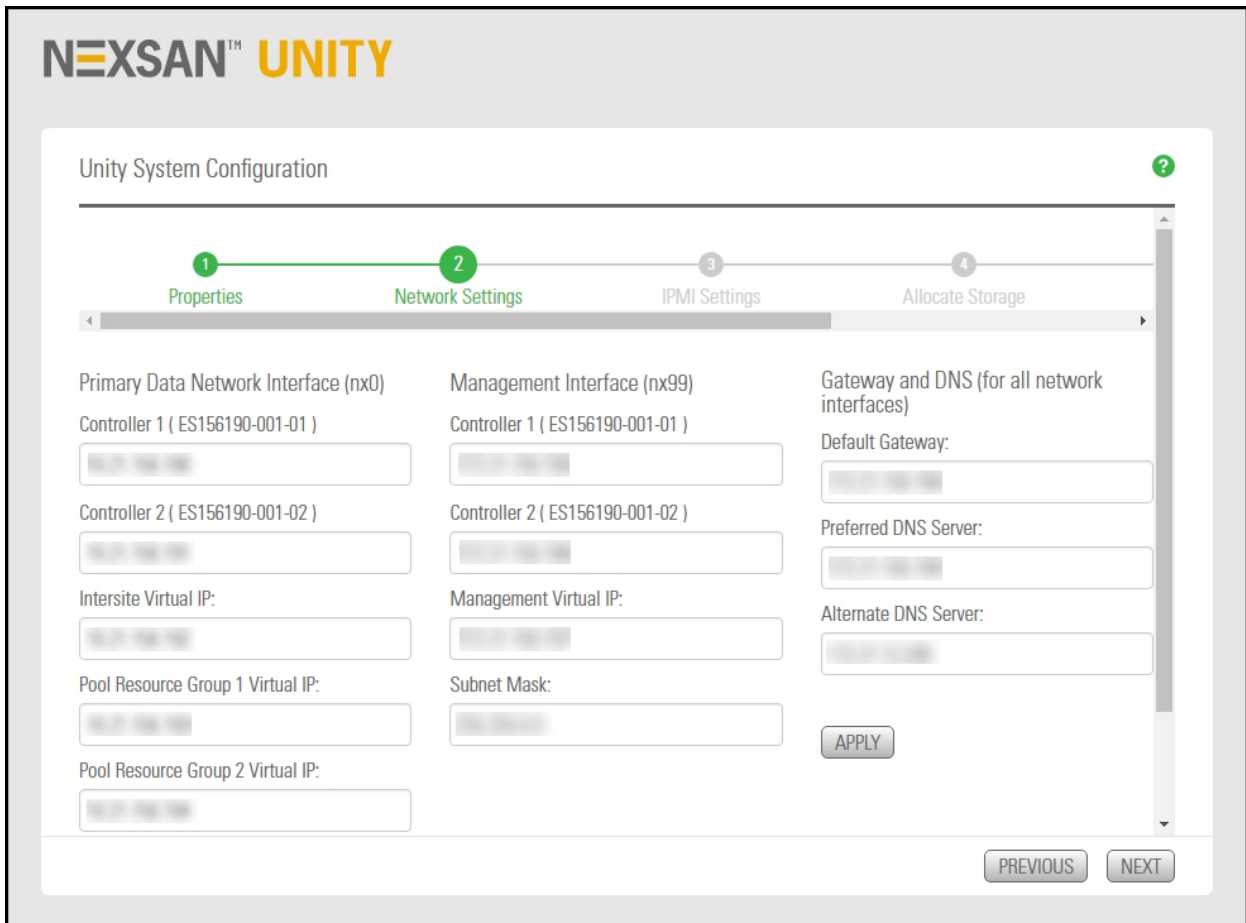 NEXSAN™ UNITY
Unity System Configuration
?
1
2
3
4
Properties
Network Settings
IPMI Settings
Allocate Storage
Primary Data Network Interface (nx0)
Controller 1 ( ES156190-001-01 )
Controller 2 ( ES156190-001-02 )
Intersite Virtual IP:
Pool Resource Group 1 Virtual IP:
Pool Resource Group 2 Virtual IP:
Management Interface (nx99)
Controller 1 ( ES156190-001-01 )
Controller 2 ( ES156190-001-02 )
Management Virtual IP:
Subnet Mask:
Gateway and DNS (for all network
interfaces)
Default Gateway:
Preferred DNS Server:
Alternate DNS Server:
APPLY
PREVIOUS
NEXT